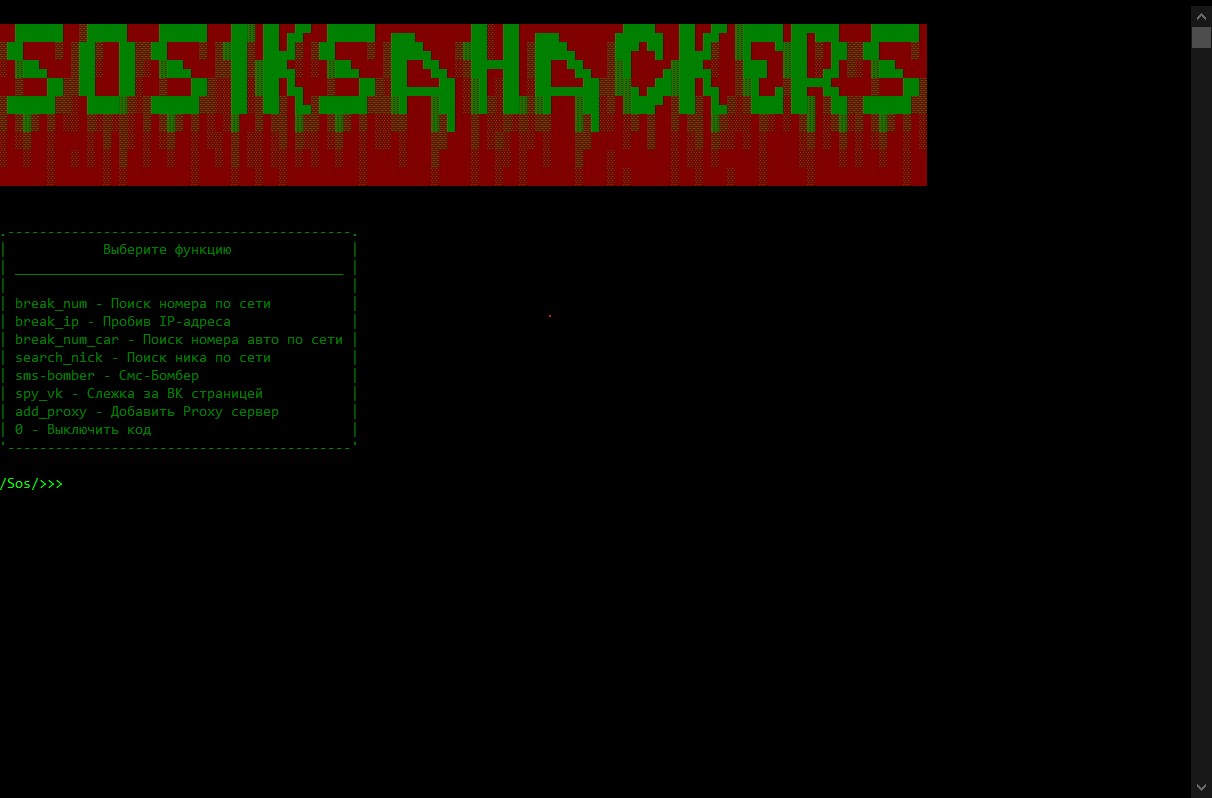 SOSISKSAHACKERS
Выберите функцию
break_num - Поиск номера по сети
break_ip - Пробив IP-адреса
break_num_car - Поиск номера авто по сети
search_nick - Поиск ника по сети
sms-bomber - Смс-Бомбер
spy_vk - Слежка за ВК страницей
add_proxy - Добавить Proxy сервер
0 - Выключить код
/Sos/>>>